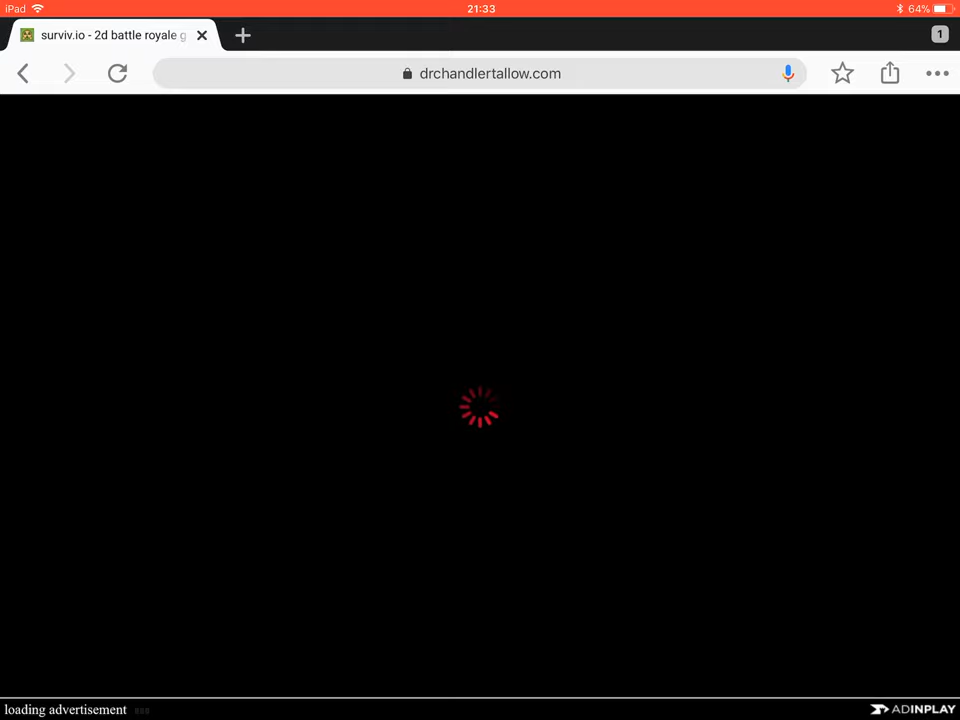 iPad 21:33 64%
surviv.io - 2d battle royale g 1
drchandlertallow.com
loading advertisement ADINPLAY